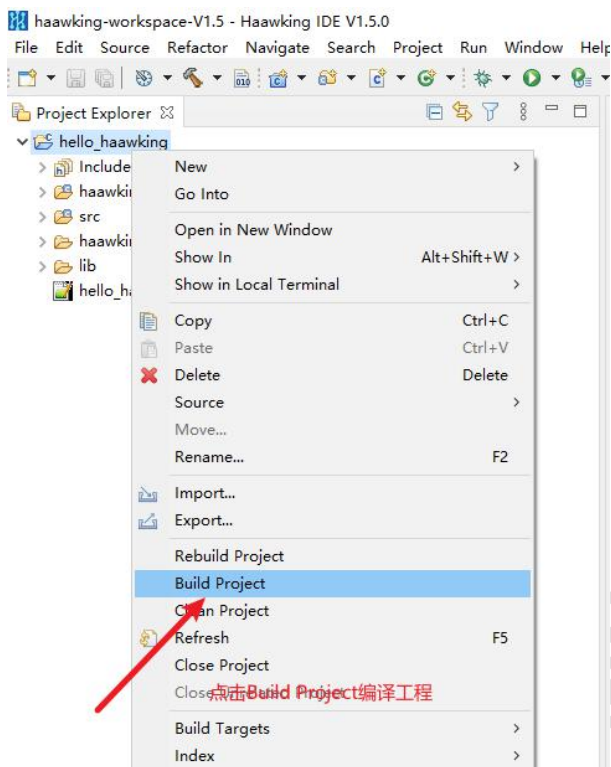 haawking-workspace-V1.5 - Haawking IDE V1.5.0
File Edit Source Refactor Navigate Search Project Run Window Help
Project Explorer
hello_haawking
Include
haawki
src
haawki
lib
hello_h
New
Go Into
Open in New Window
Show In Alt+Shift+W >
Show in Local Terminal
Copy Ctrl+C
Paste Ctrl+V
Delete Delete
Source
Move...
Rename... F2
Import...
Export...
Rebuild Project
Build Project
Clean Project
Refresh F5
Close Project
Close Unrelated Project
点击Build Project编译工程
Build Targets
Index